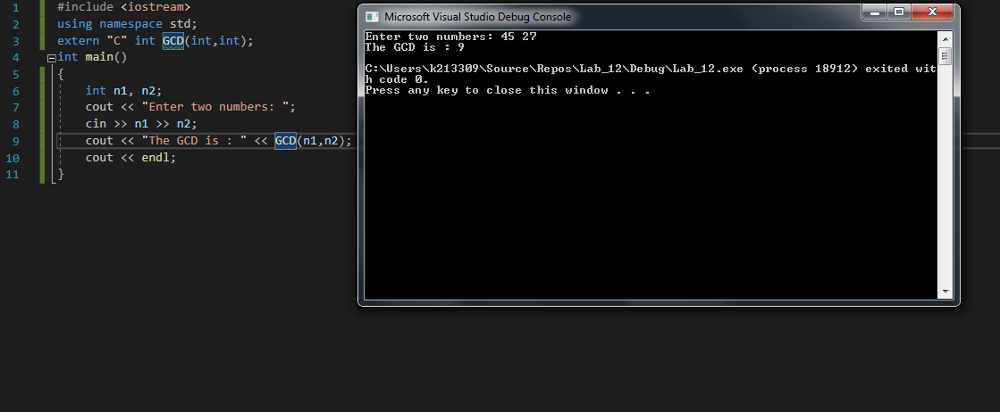 1 #include <iostream>
2 using namespace std;
3 extern "C" int GCD(int,int);
4 int main()
5 {
6 int n1, n2;
7 cout << "Enter two numbers: ";
8 cin >> n1 >> n2;
9 cout << "The GCD is : " << GCD(n1,n2);
10 cout << endl;
11 }
Microsoft Visual Studio Debug Console
Enter two numbers: 45 27
The GCD is : 9
C:\Users\k213309\Source\Repos\Lab_12\Debug\Lab_12.exe (process 18912) exited wit
h code 0.
Press any key to close this window . . .